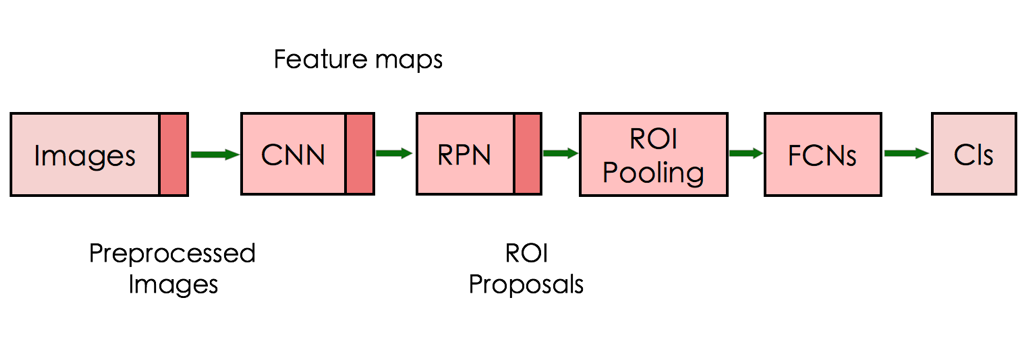 Feature maps
Images
CNN
RPN
ROI
Pooling
FCNs
Cls
Preprocessed
Images
ROI
Proposals